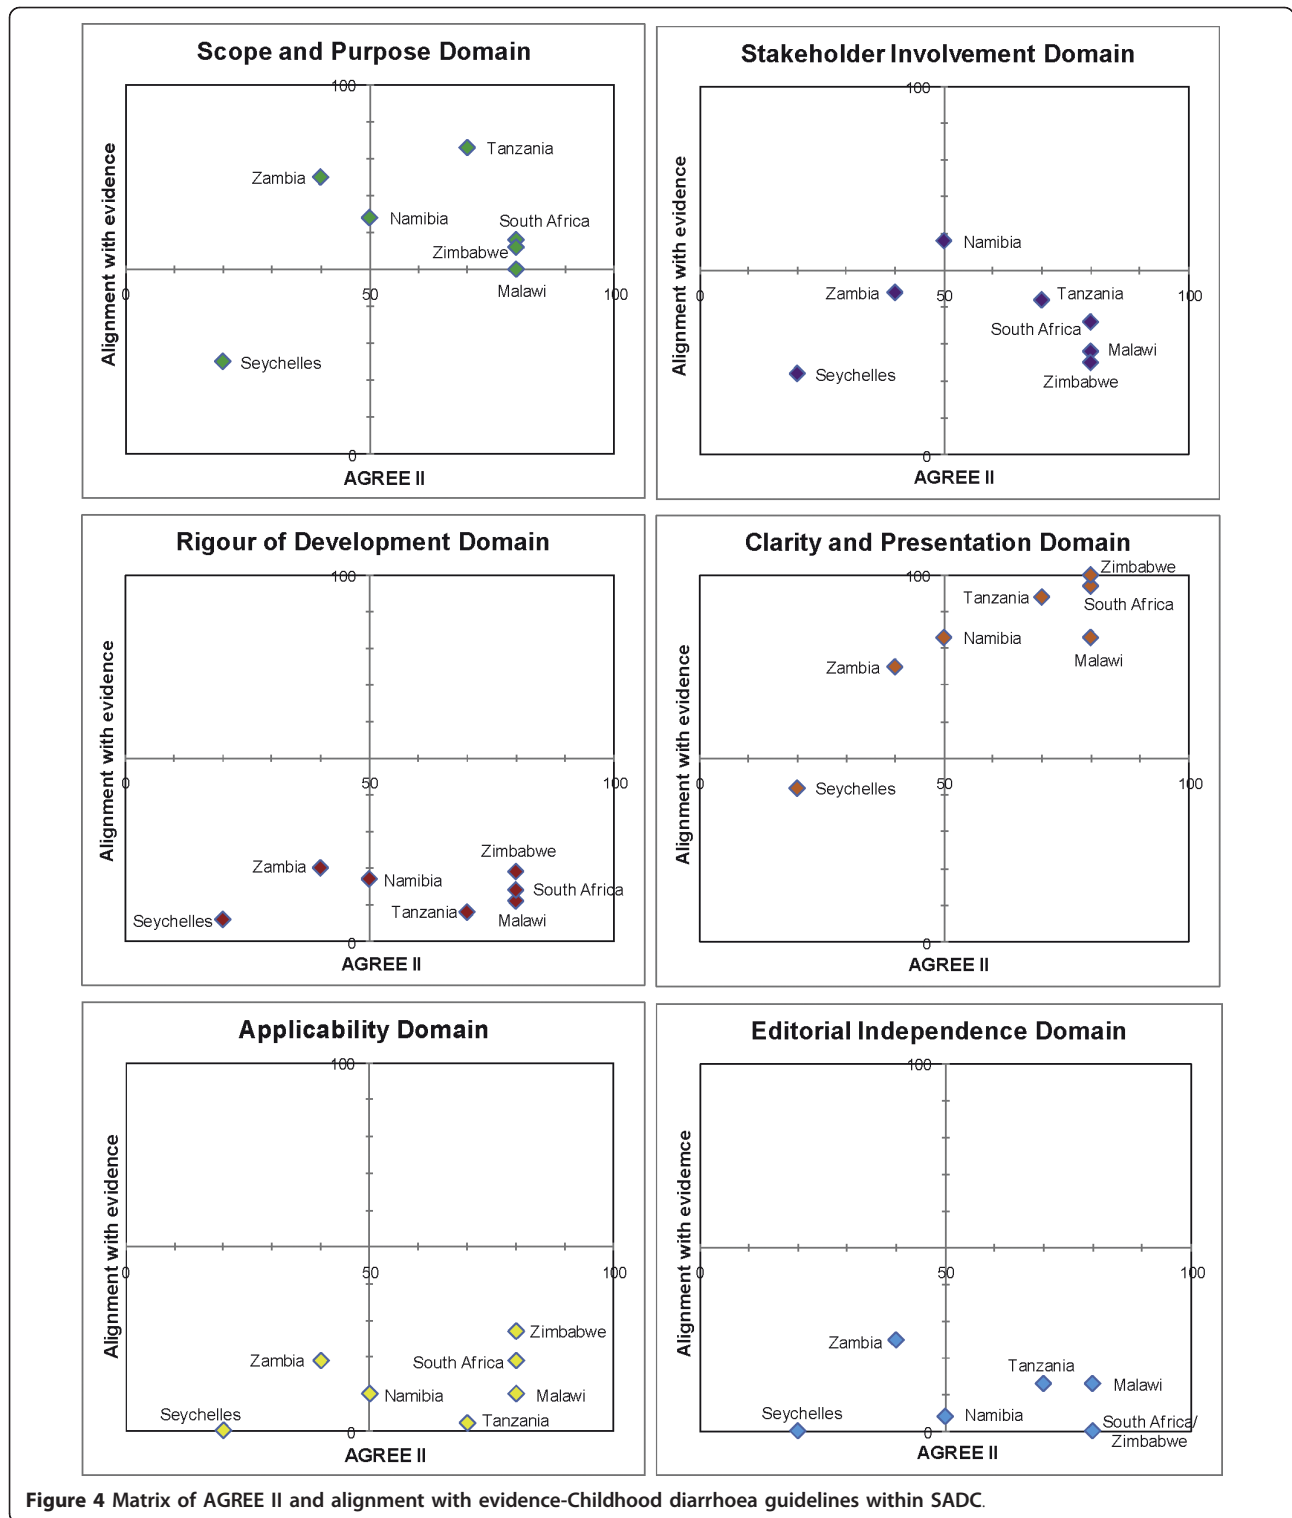 Scope and Purpose Domain
100
Tanzania
Zambia
Namibia
South Africa
Zimbabwe
0
50
100
Malawi
Seychelles
0
Alignment with evidence
AGREE II
Stakeholder Involvement Domain
100
Namibia
Zambia
Tanzania
0
50
100
South Africa
Malawi
Seychelles
Zimbabwe
0
Alignment with evidence
AGREE II
Rigour of Development Domain
100
0
50
100
Zimbabwe
Zambia
Namibia
South Africa
Tanzania
Malawi
Seychelles
0
Alignment with evidence
AGREE II
Clarity and Presentation Domain
Zimbabwe
100
Tanzania
South Africa
Namibia
Malawi
Zambia
0
50
100
Seychelles
0
Alignment with evidence
AGREE II
Applicability Domain
100
0
50
100
Zimbabwe
Zambia
South Africa
Namibia
Malawi
Seychelles
Tanzania
0
Alignment with evidence
AGREE II
Editorial Independence Domain
100
0
50
100
Zambia
Tanzania
Malawi
Seychelles
Namibia
South Africa/
Zimbabwe
0
Alignment with evidemce
AGREE II
Figure 4 Matrix of AGREE II and alignment with evidence-Childhood diarrhoea guidelines within SADC.